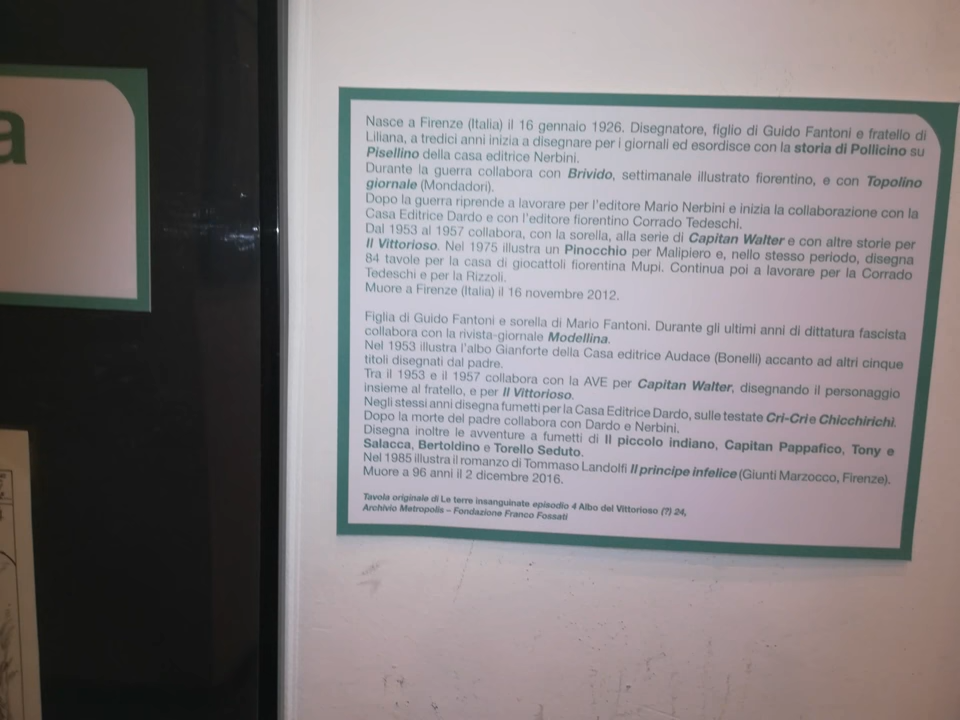 a
Nasce a Firenze (Italia) il 16 gennaio 1926. Disegnatore, figlio di Guido Fantoni e fratello di
Liliana, a tredici anni inizia a disegnare per i giornali ed esordisce con la storia di Pollicino su
Pisellino della casa editrice Nerbini.
Durante la guerra collabora con Brivido, settimanale illustrato fiorentino, e con Topolino
giornale (Mondadori).
Dopo la guerra riprende a lavorare per l'editore Mario Nerbini e inizia la collaborazione con la
Casa Editrice Dardo e con l'editore fiorentino Corrado Tedeschi.
Dal 1953 al 1957 collabora, con la sorella, alla serie di Capitan Walter e con altre storie per
Il Vittorioso. Nel 1975 illustra un Pinocchio per Malipiero e, nello stesso periodo, disegna
84 tavole per la casa di giocattoli fiorentina Mupi. Continua poi a lavorare per la Corrado
Tedeschi e per la Rizzoli.
Muore a Firenze (Italia) il 16 novembre 2012.
Figlia di Guido Fantoni e sorella di Mario Fantoni. Durante gli ultimi anni di dittatura fascista
collabora con la rivista-giornale Modellina.
Nel 1953 illustra l'albo Gianforte della Casa editrice Audace (Bonelli) accanto ad altri cinque
titoli disegnati dal padre.
Tra il 1953 e il 1957 collabora con la AVE per Capitan Walter, disegnando il personaggio
insieme al fratello, e per Il Vittorioso.
Negli stessi anni disegna fumetti per la Casa Editrice Dardo, sulle testate Cri-Cri e Chicchirichi.
Dopo la morte del padre collabora con Dardo e Nerbini.
Disegna inoltre le avventure a fumetti di Il piccolo indiano, Capitan Pappafico, Tony e
Salacca, Bertoldino e Torello Seduto.
Nel 1985 illustra il romanzo di Tommaso Landolfi Il principe infelice (Giunti Marzocco, Firenze).
Muore a 96 anni il 2 dicembre 2016.
Tavola originale di Le terre insanguinate episodio 4 Albo del Vittorioso (?) 24,
Archivio Metropolis – Fondazione Franco Fossati